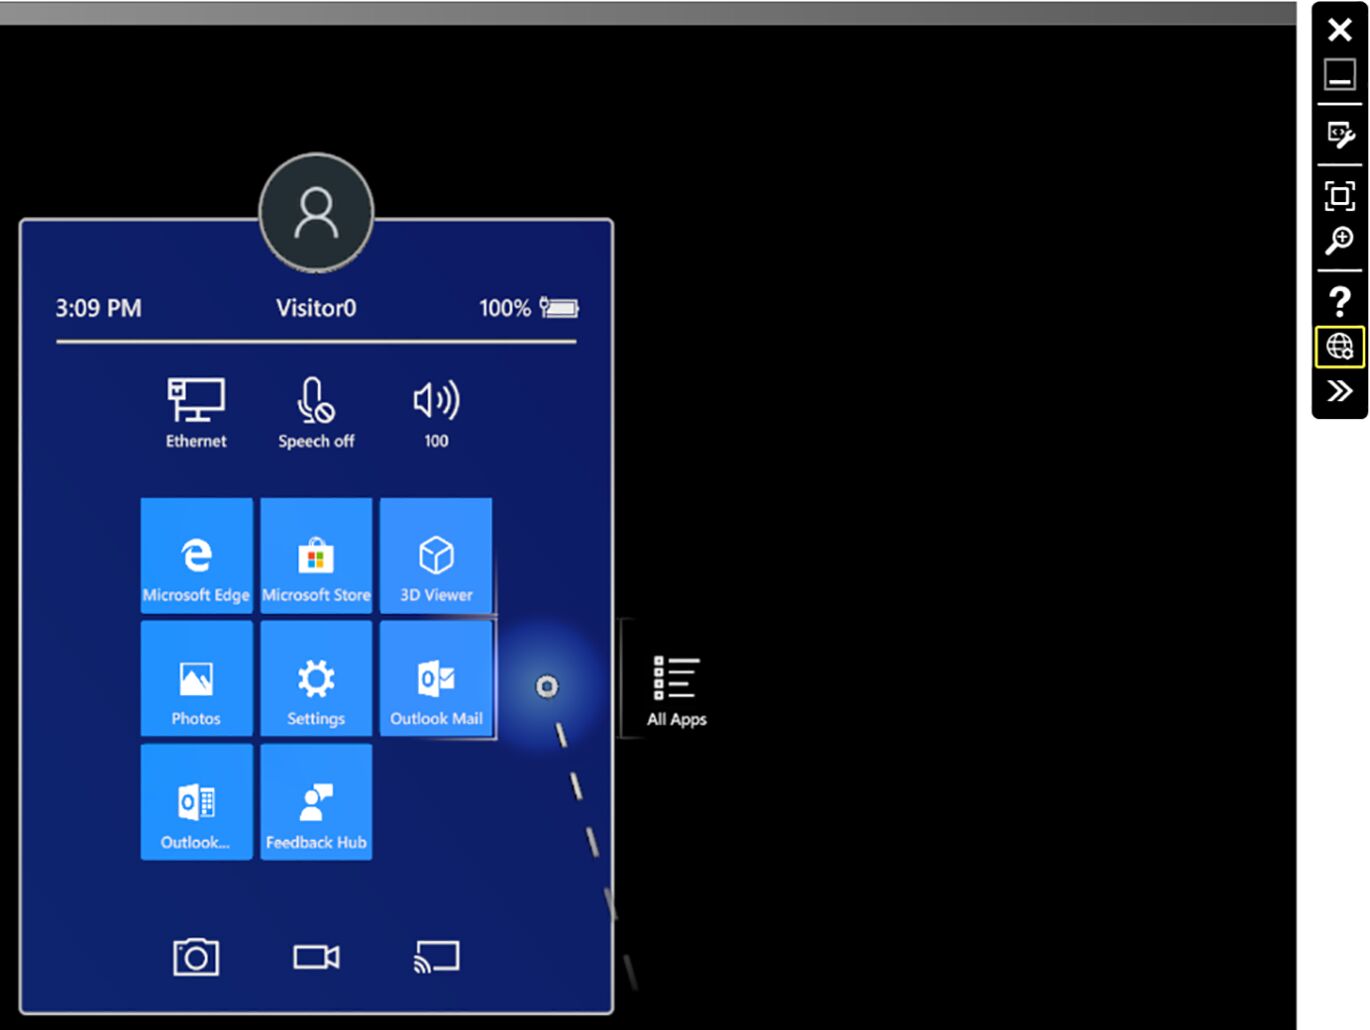 3:09 PM Visitor0 100%
Ethernet Speech off 100
Microsoft Edge Microsoft Store 3D Viewer
Photos Settings Outlook Mail All Apps
Outlook... Feedback Hub